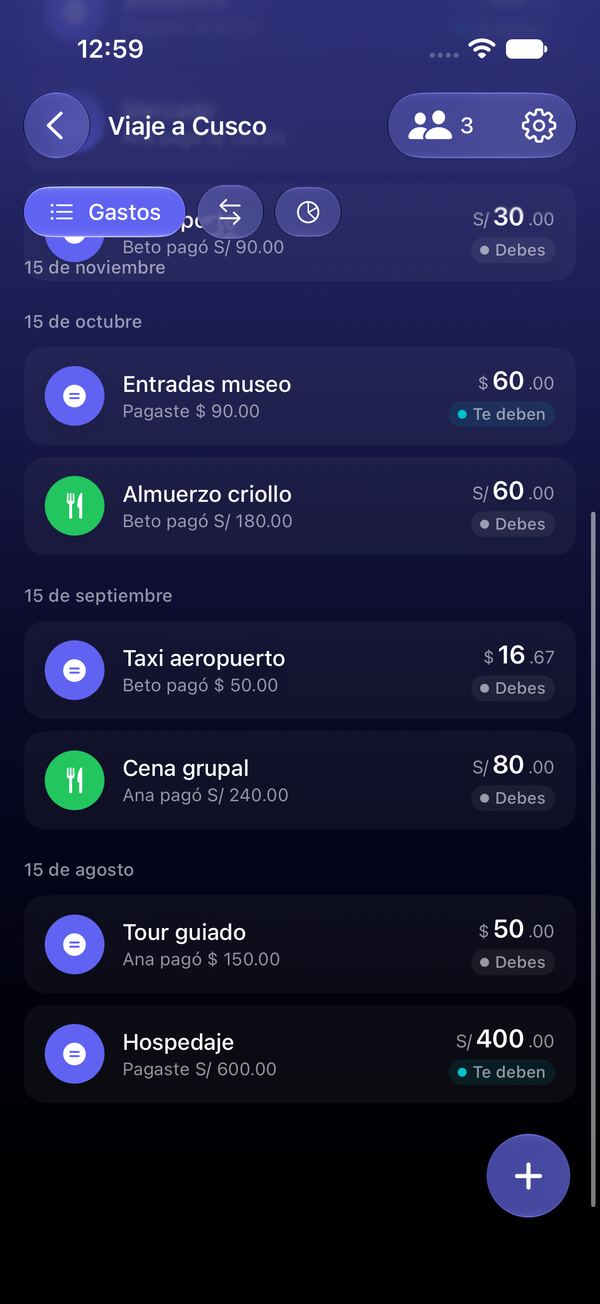 12:59
Viaje a Cusco
3
Gastos
S/ 30.00
Beto pagó S/ 90.00
Debes
15 de noviembre
15 de octubre
Entradas museo
$ 60.00
Pagaste $ 90.00
Te deben
Almuerzo criollo
S/ 60.00
Beto pagó S/ 180.00
Debes
15 de septiembre
Taxi aeropuerto
$ 16.67
Beto pagó $ 50.00
Debes
Cena grupal
S/ 80.00
Ana pagó S/ 240.00
Debes
15 de agosto
Tour guiado
$ 50.00
Ana pagó $ 150.00
Debes
Hospedaje
S/ 400.00
Pagaste S/ 600.00
Te deben